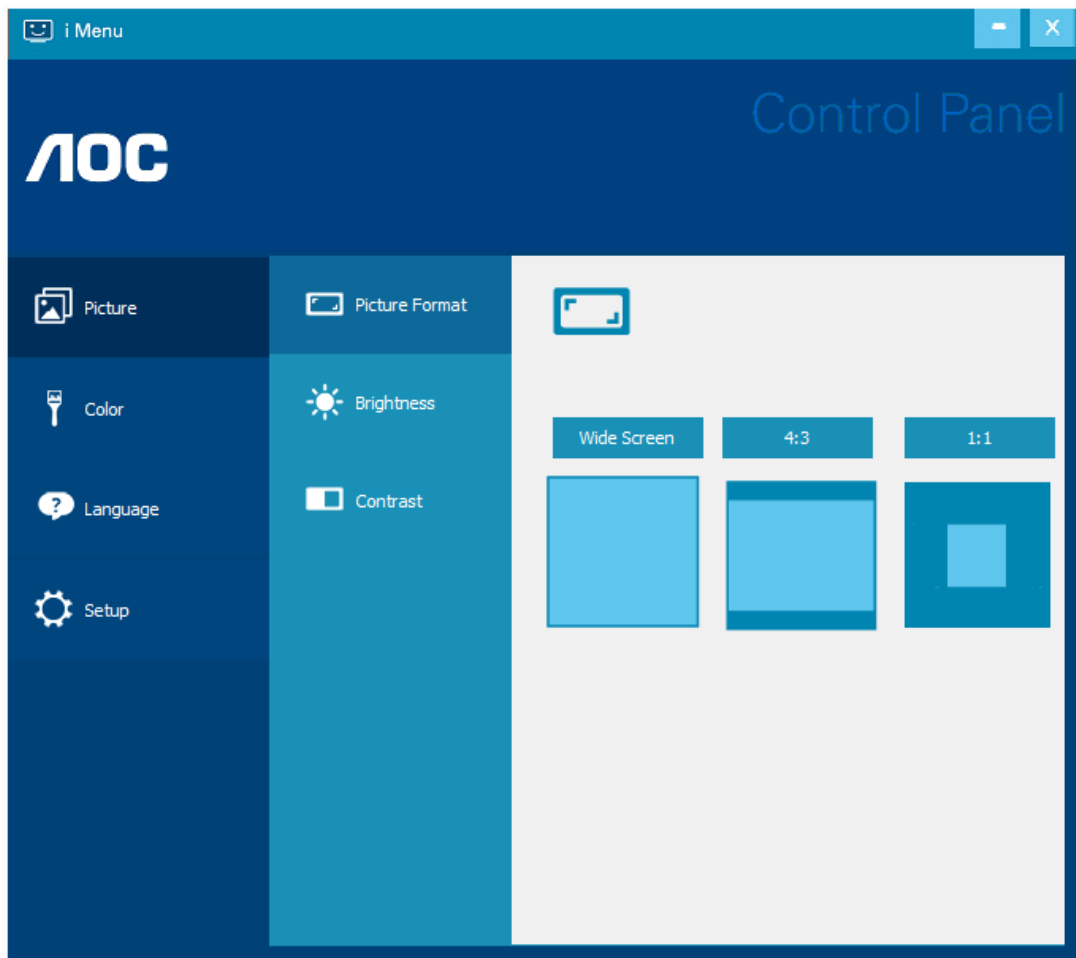 i Menu
X
Control Panel
AOC
Picture
Color
Language
Setup
Picture Format
Brightness
Contrast
Wide Screen
4:3
1:1